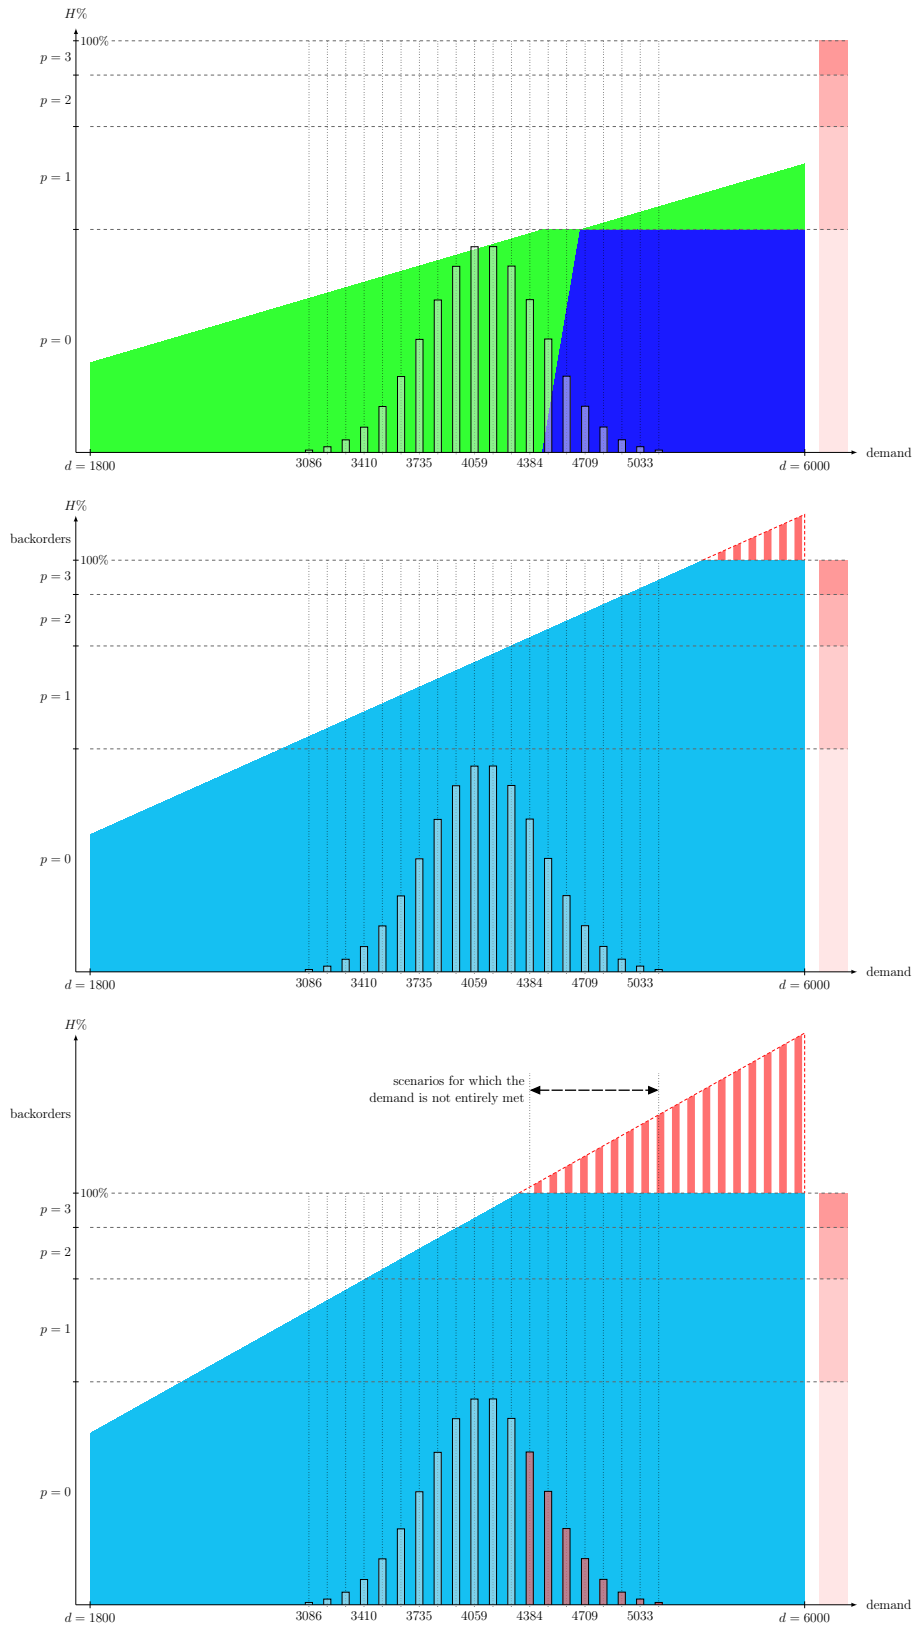 H%
100%
p = 3
p = 2
p = 1
p = 0
3086 3410 3735 4059 4384 4709 5033
demand
d = 1800
d = 6000
H%
backorders
100%
p = 3
p = 2
p = 1
p = 0
3086 3410 3735 4059 4384 4709 5033
demand
d = 1800
d = 6000
H%
scenarios for which the
demand is not entirely met
backorders
100%
p = 3
p = 2
p = 1
p = 0
3086 3410 3735 4059 4384 4709 5033
demand
d = 1800
d = 6000